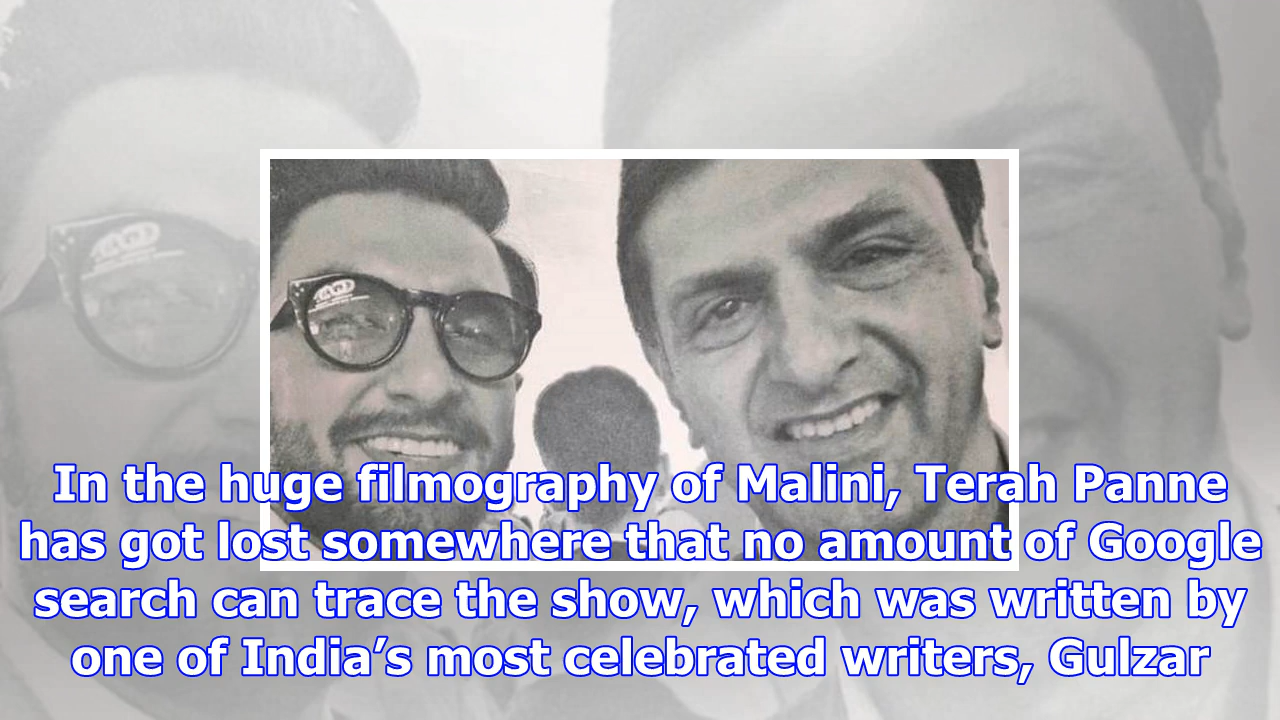 In the huge filmography of Malini, Terah Panne
has got lost somewhere that no amount of Google
search can trace the show, which was written by
one of India’s most celebrated writers, Gulzar